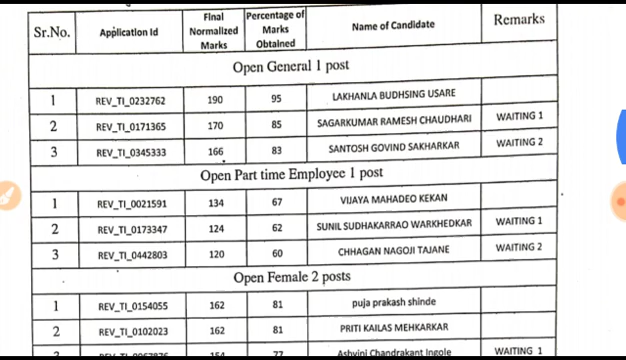 Sr.No. Application Id Final Normalized Marks Percentage of Marks Obtained Name of Candidate Remarks
Open General 1 post
1 REV_TI_0232762 190 95 LAKHANLA BUDHSING USARE
2 REV_TI_0171365 170 85 SAGARKUMAR RAMESH CHAUDHARI WAITING 1
3 REV_TI_0345333 166 83 SANTOSH GOVIND SAKHARKAR WAITING 2
Open Part time Employee 1 post
1 REV_TI_0021591 134 67 VIJAYA MAHADEO KEKAN
2 REV_TI_0173347 124 62 SUNIL SUDHAKARRAO WARKHEDKAR WAITING 1
3 REV_TI_0442803 120 60 CHHAGAN NAGOJI TAJANE WAITING 2
Open Female 2 posts
1 REV_TI_0154055 162 81 puja prakash shinde
2 REV_TI_0102023 162 81 PRITI KAILAS MEHKARKAR
154 77 Ashvini Chandrakant Ingole WAITING 1